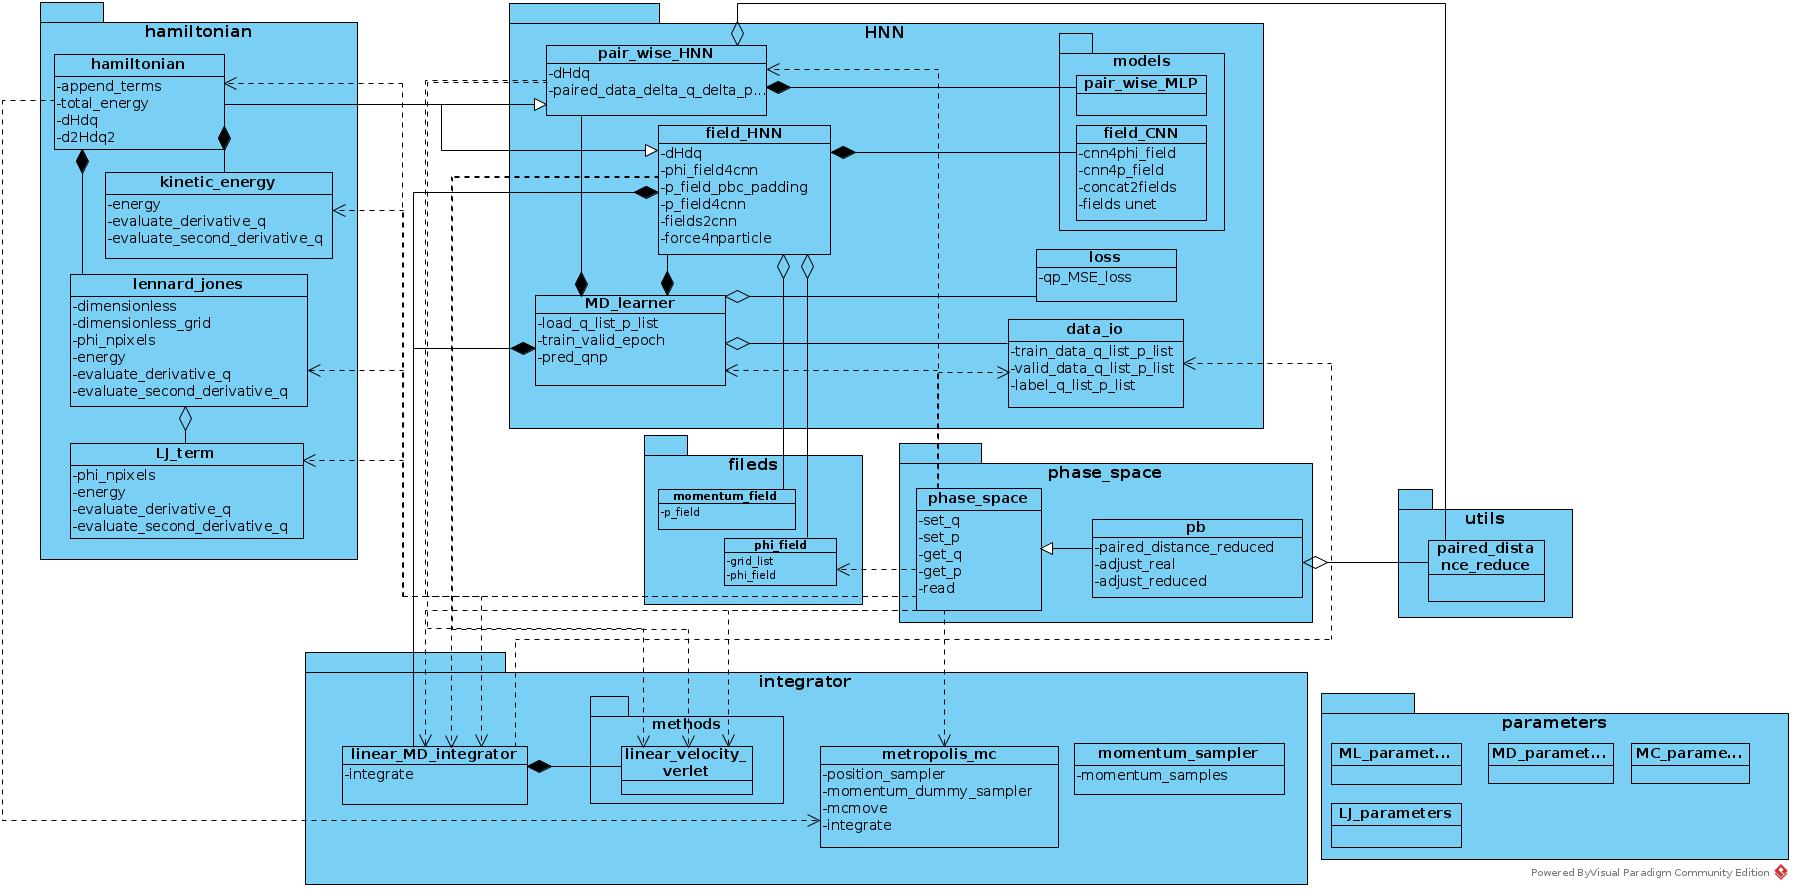 hamiltonian
hamiltonian
-append_terms
-total_energy
-dHdq
-d2Hdq2
kinetic_energy
-energy
-evaluate_derivative_q
-evaluate_second_derivative_q
lennard_jones
-dimensionless
-dimensionless_grid
-phi_npixels
-energy
-evaluate_derivative_q
-evaluate_second_derivative_q
LJ_term
-phi_npixels
-energy
-evaluate_derivative_q
-evaluate_second_derivative_q
HNN
pair_wise_HNN
-dHdq
-paired_data_delta_q_delta_p...
field_HNN
-dHdq
-phi_field4cnn
-p_field_pbc_padding
-p_field4cnn
-fields2cnn
-force4nparticle
MD_learner
-load_q_list_p_list
-train_valid_epoch
-pred_qnp
models
pair_wise_MLP
field_CNN
-cnn4phi_field
-cnn4p_field
-concat2fields
-fields unet
loss
-qp_MSE_loss
data_io
-train_data_q_list_p_list
-valid_data_q_list_p_list
-label_q_list_p_list
fileds
momentum_field
-p_field
phi_field
-grid_list
-phi_field
phase_space
phase_space
-set_q
-set_p
-get_q
-get_p
-read
pb
-paired_distance_reduced
-adjust_real
-adjust_reduced
utils
paired_dista
nce_reduce
integrator
linear_MD_integrator
-integrate
methods
linear_velocity_
verlet
metropolis_mc
-position_sampler
-momentum_dummy_sampler
-mcmove
-integrate
momentum_sampler
-momentum_samples
parameters
ML_paramet...
MD_paramet...
MC_parame...
LJ_parameters
Powered ByVisual Paradigm Community Edition